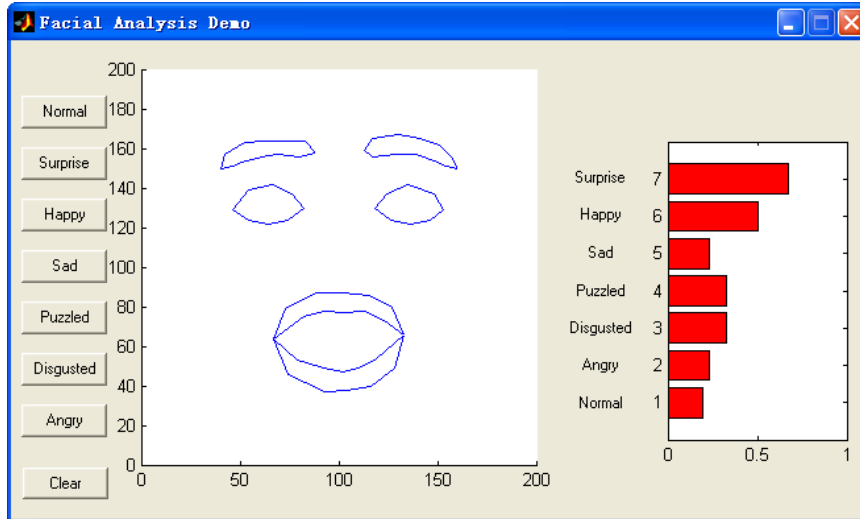 Facial Analysis Demo
Normal
Surprise
Happy
Sad
Puzzled
Disgusted
Angry
Clear
200
180
160
140
120
100
80
60
40
20
0
0 50 100 150 200
Surprise 7
Happy 6
Sad 5
Puzzled 4
Disgusted 3
Angry 2
Normal 1
0 0.5 1